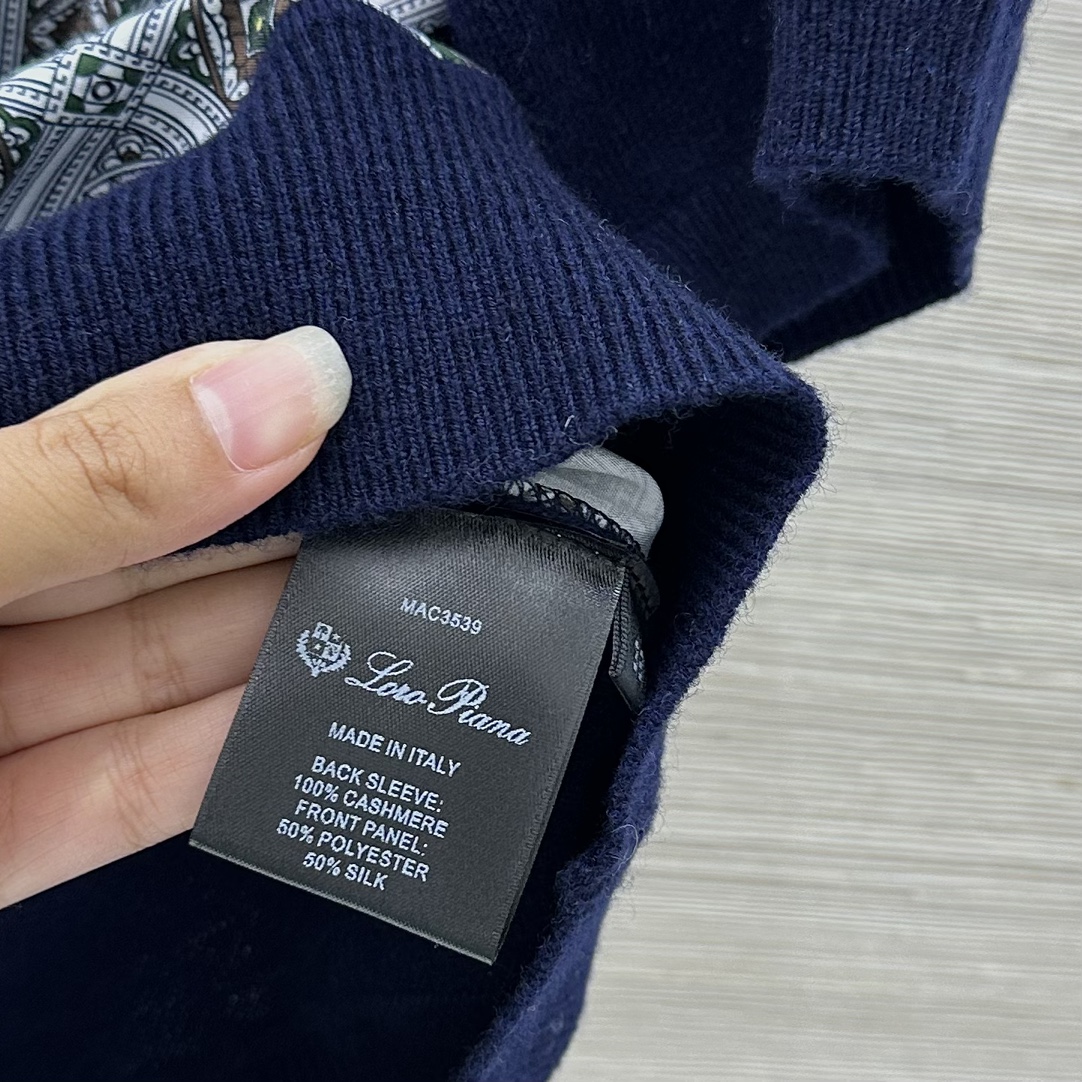 MAC3539
Loro Piana
MADE IN ITALY
BACK SLEEVE:
100% CASHMERE
FRONT PANEL:
50% POLYESTER
50% SILK